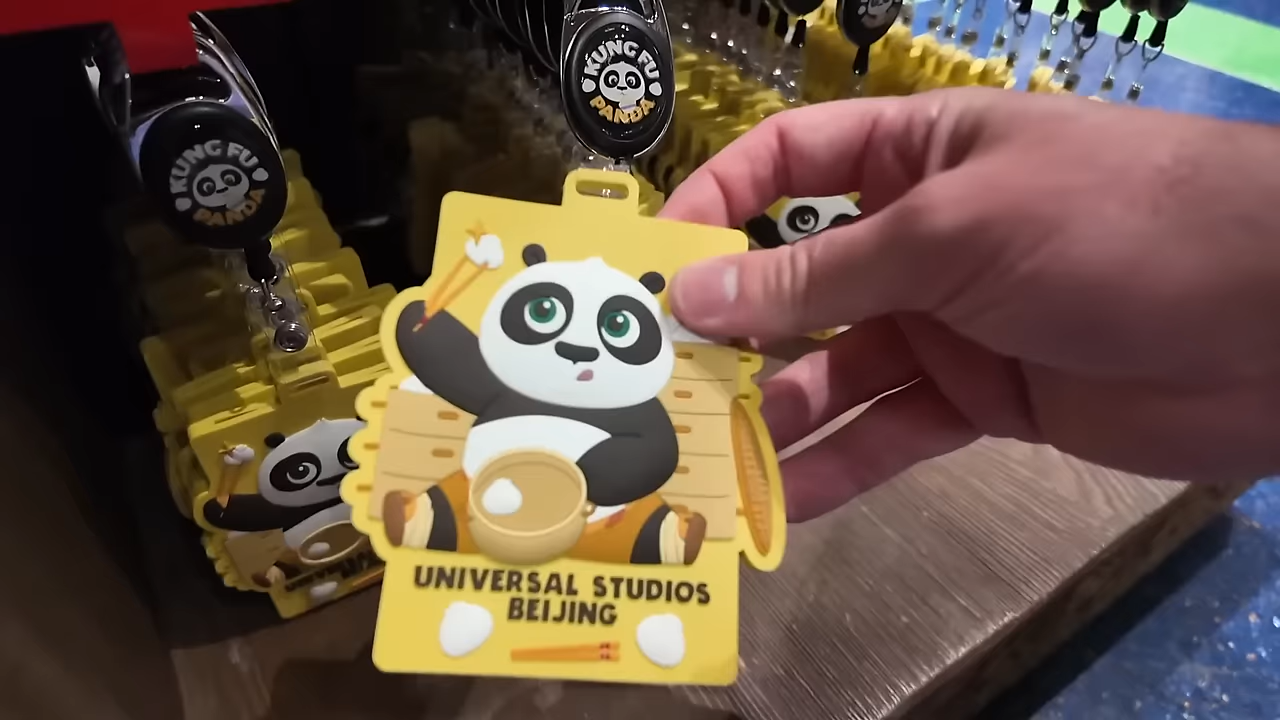 KUNG FU
PANDA
KUNG FU
PANDA
UNIVERSAL STUDIOS
BEIJING